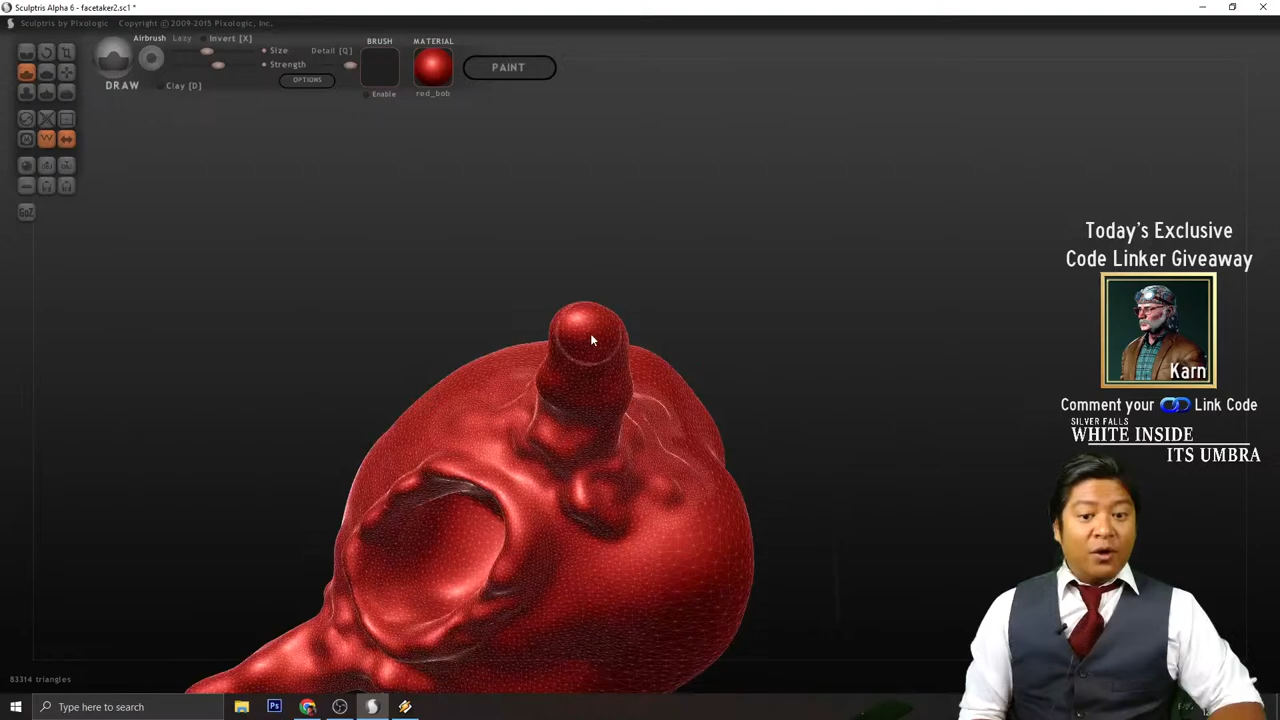 Sculptris Alpha 6 - facetaker2.sc1 *
Sculptris by Pixologic Copyright ©2009-2015 Pixologic, Inc.
Airbrush Lazy Invert [X]
Size Detail [Q]
Strength
OPTIONS
DRAW
Clay [D]
BRUSH
Enable
MATERIAL
red_bob
PAINT
GoZ
Today's Exclusive
Code Linker Giveaway
Karn
Comment your Link Code
SILVER FALLS
WHITE INSIDE
ITS UMBRA
83314 triangles
Type here to search
Ps